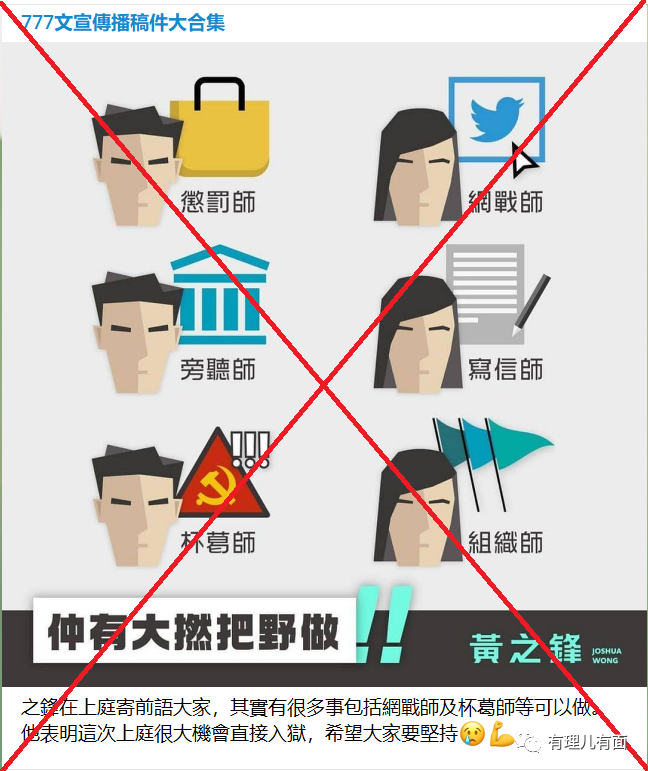 777文宣傳播稿件大合集
懲罰師
網戰師
旁聽師
寫信師
杯葛師
組織師
仲有大撚把野做!!
黃之鋒 JOSHUA WONG
之鋒在上庭寄前語大家，其實有很多事包括網戰師及杯葛師等可以做。
他表明這次上庭很大機會直接入獄，希望大家要堅持😢💪
有理儿有面